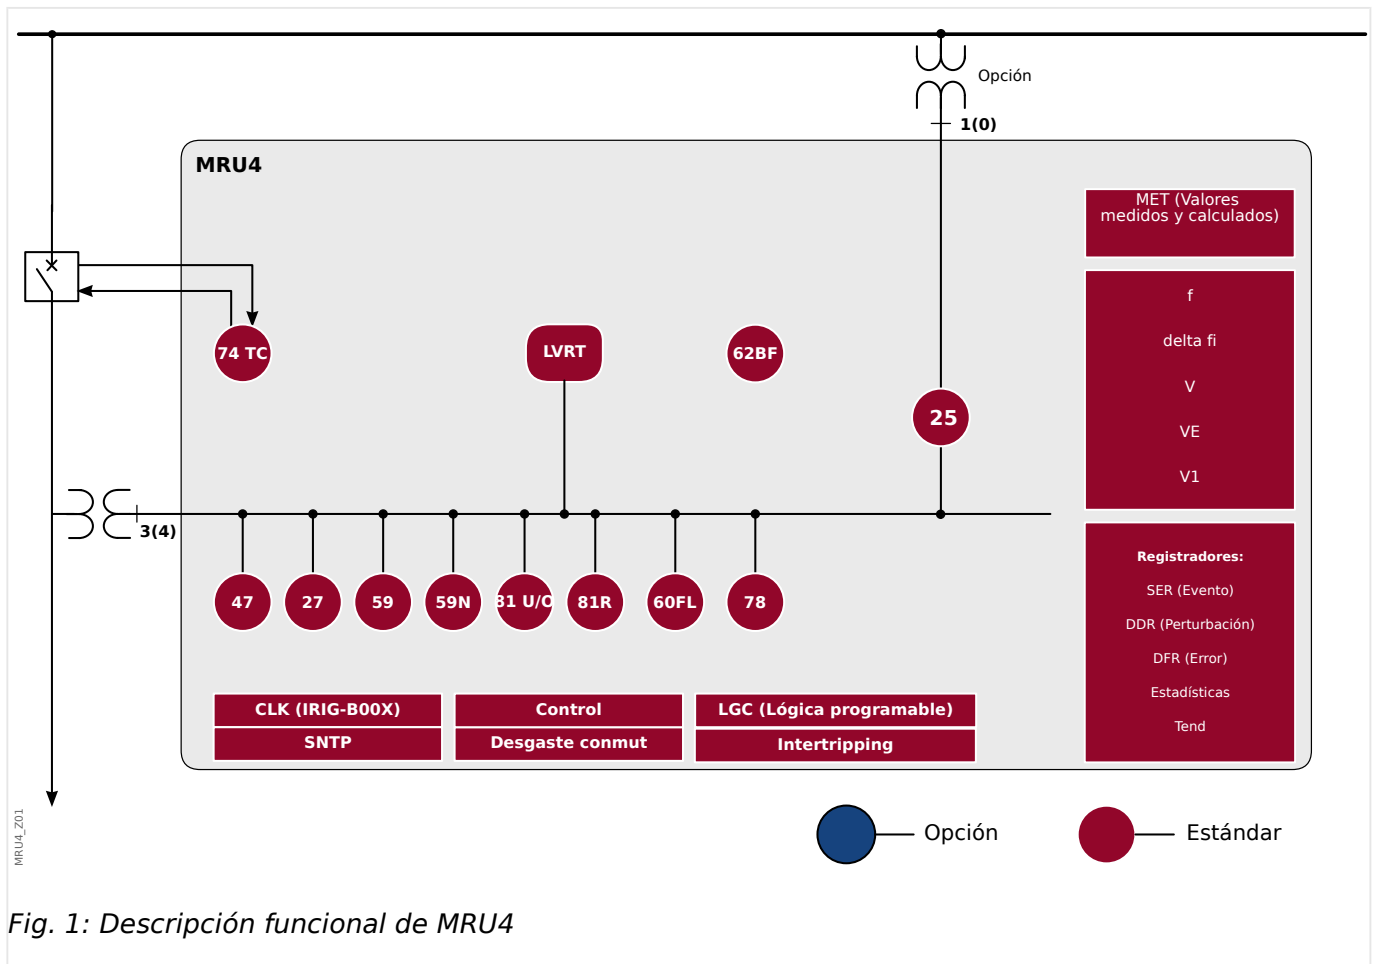 Opción
1(0)
MRU4
MET (Valores
medidos y calculados)
f
delta fi
V
VE
V1
74 TC
LVRT
62BF
25
3(4)
47
27
59
59N
81 U/O
81R
60FL
78
Registradores:
SER (Evento)
DDR (Perturbación)
DFR (Error)
Estadísticas
Tend
CLK (IRIG-B00X)
SNTP
Control
Desgaste conmut
LGC (Lógica programable)
Intertripping
MRU4_Z01
Opción
Estándar
Fig. 1: Descripción funcional de MRU4